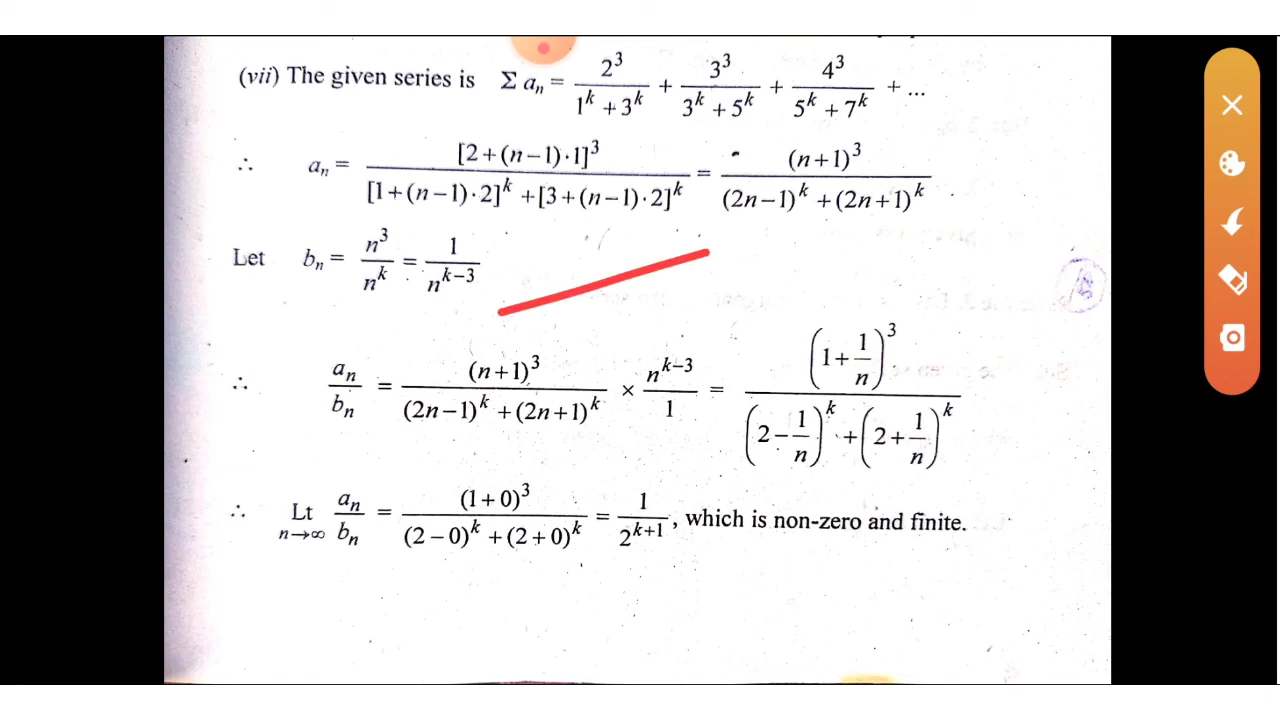 (vii) The given series is Σ aₙ = 2³/(1ᵏ + 3ᵏ) + 3³/(3ᵏ + 5ᵏ) + 4³/(5ᵏ + 7ᵏ) + ...
∴ aₙ = [2 + (n − 1) · 1]³/([1 + (n − 1) · 2]ᵏ + [3 + (n − 1) · 2]ᵏ) = (n + 1)³/((2n − 1)ᵏ + (2n + 1)ᵏ) .
Let bₙ = n³/nᵏ = 1/nᵏ⁻³
∴ aₙ/bₙ = (n + 1)³/((2n − 1)ᵏ + (2n + 1)ᵏ) × nᵏ⁻³/1 = (1 + 1/n)³/((2 − 1/n)ᵏ + (2 + 1/n)ᵏ)
∴ Lt n→∞ aₙ/bₙ = (1 + 0)³/((2 − 0)ᵏ + (2 + 0)ᵏ) = 1/2ᵏ⁺¹, which is non-zero and finite.